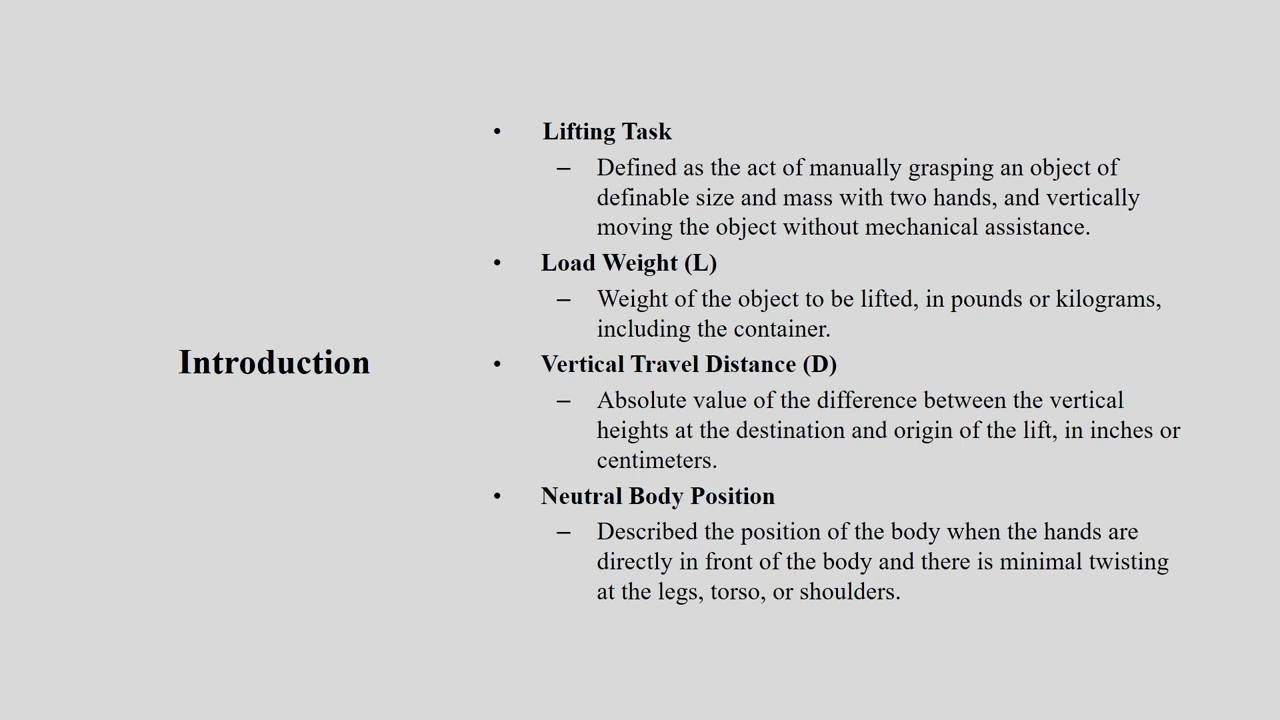 Introduction
• Lifting Task
– Defined as the act of manually grasping an object of
definable size and mass with two hands, and vertically
moving the object without mechanical assistance.
• Load Weight (L)
– Weight of the object to be lifted, in pounds or kilograms,
including the container.
• Vertical Travel Distance (D)
– Absolute value of the difference between the vertical
heights at the destination and origin of the lift, in inches or
centimeters.
• Neutral Body Position
– Described the position of the body when the hands are
directly in front of the body and there is minimal twisting
at the legs, torso, or shoulders.